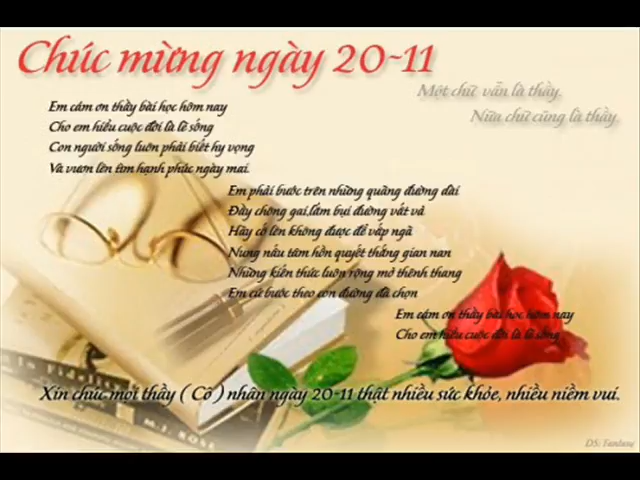 Chúc mừng ngày 20-11
Một chữ vẫn là thầy.
Nửa chữ cũng là thầy.
Em cám ơn thầy bài học hôm nay
Cho em hiểu cuộc đời là lẽ sống
Con người sống luôn phải biết hy vọng
Và vươn lên tìm hạnh phúc ngày mai.
Em phải bước trên những quãng đường dài
Đầy chông gai, lấm bụi đường vất vả
Hãy cố lên không được để vấp ngã
Nung nấu tâm hồn quyết thắng gian nan
Những kiến thức luôn rộng mở thênh thang
Em cứ bước theo con đường đã chọn
Em cám ơn thầy bài học hôm nay
Cho em hiểu cuộc đời là lẽ sống
Xin chúc mọi thầy ( Cô ) nhân ngày 20-11 thật nhiều sức khỏe, nhiều niềm vui.
M. J. ROSE
DS: Fantasy